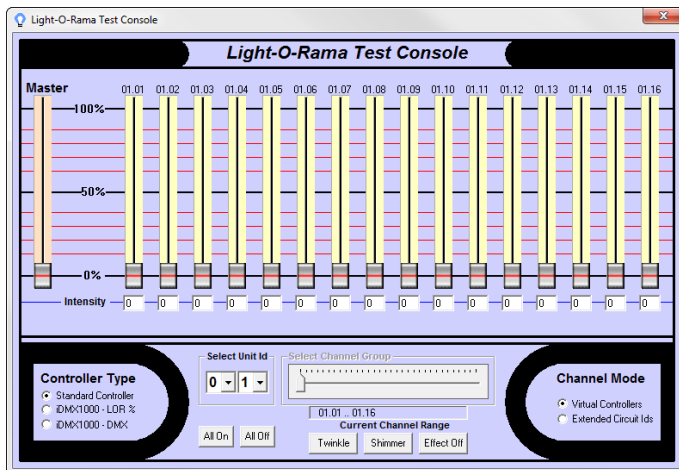 Light-O-Rama Test Console
Light-O-Rama Test Console
Master 01.01 01.02 01.03 01.04 01.05 01.06 01.07 01.08 01.09 01.10 01.11 01.12 01.13 01.14 01.15 01.16
100%
50%
0%
Intensity 0 0 0 0 0 0 0 0 0 0 0 0 0 0 0 0
Controller Type
Standard Controller
iDMX1000 - LOR %
iDMX1000 - DMX
Select Unit Id
0 1
All On All Off
Select Channel Group
01.01 .. 01.16
Current Channel Range
Twinkle Shimmer Effect Off
Channel Mode
Virtual Controllers
Extended Circuit Ids